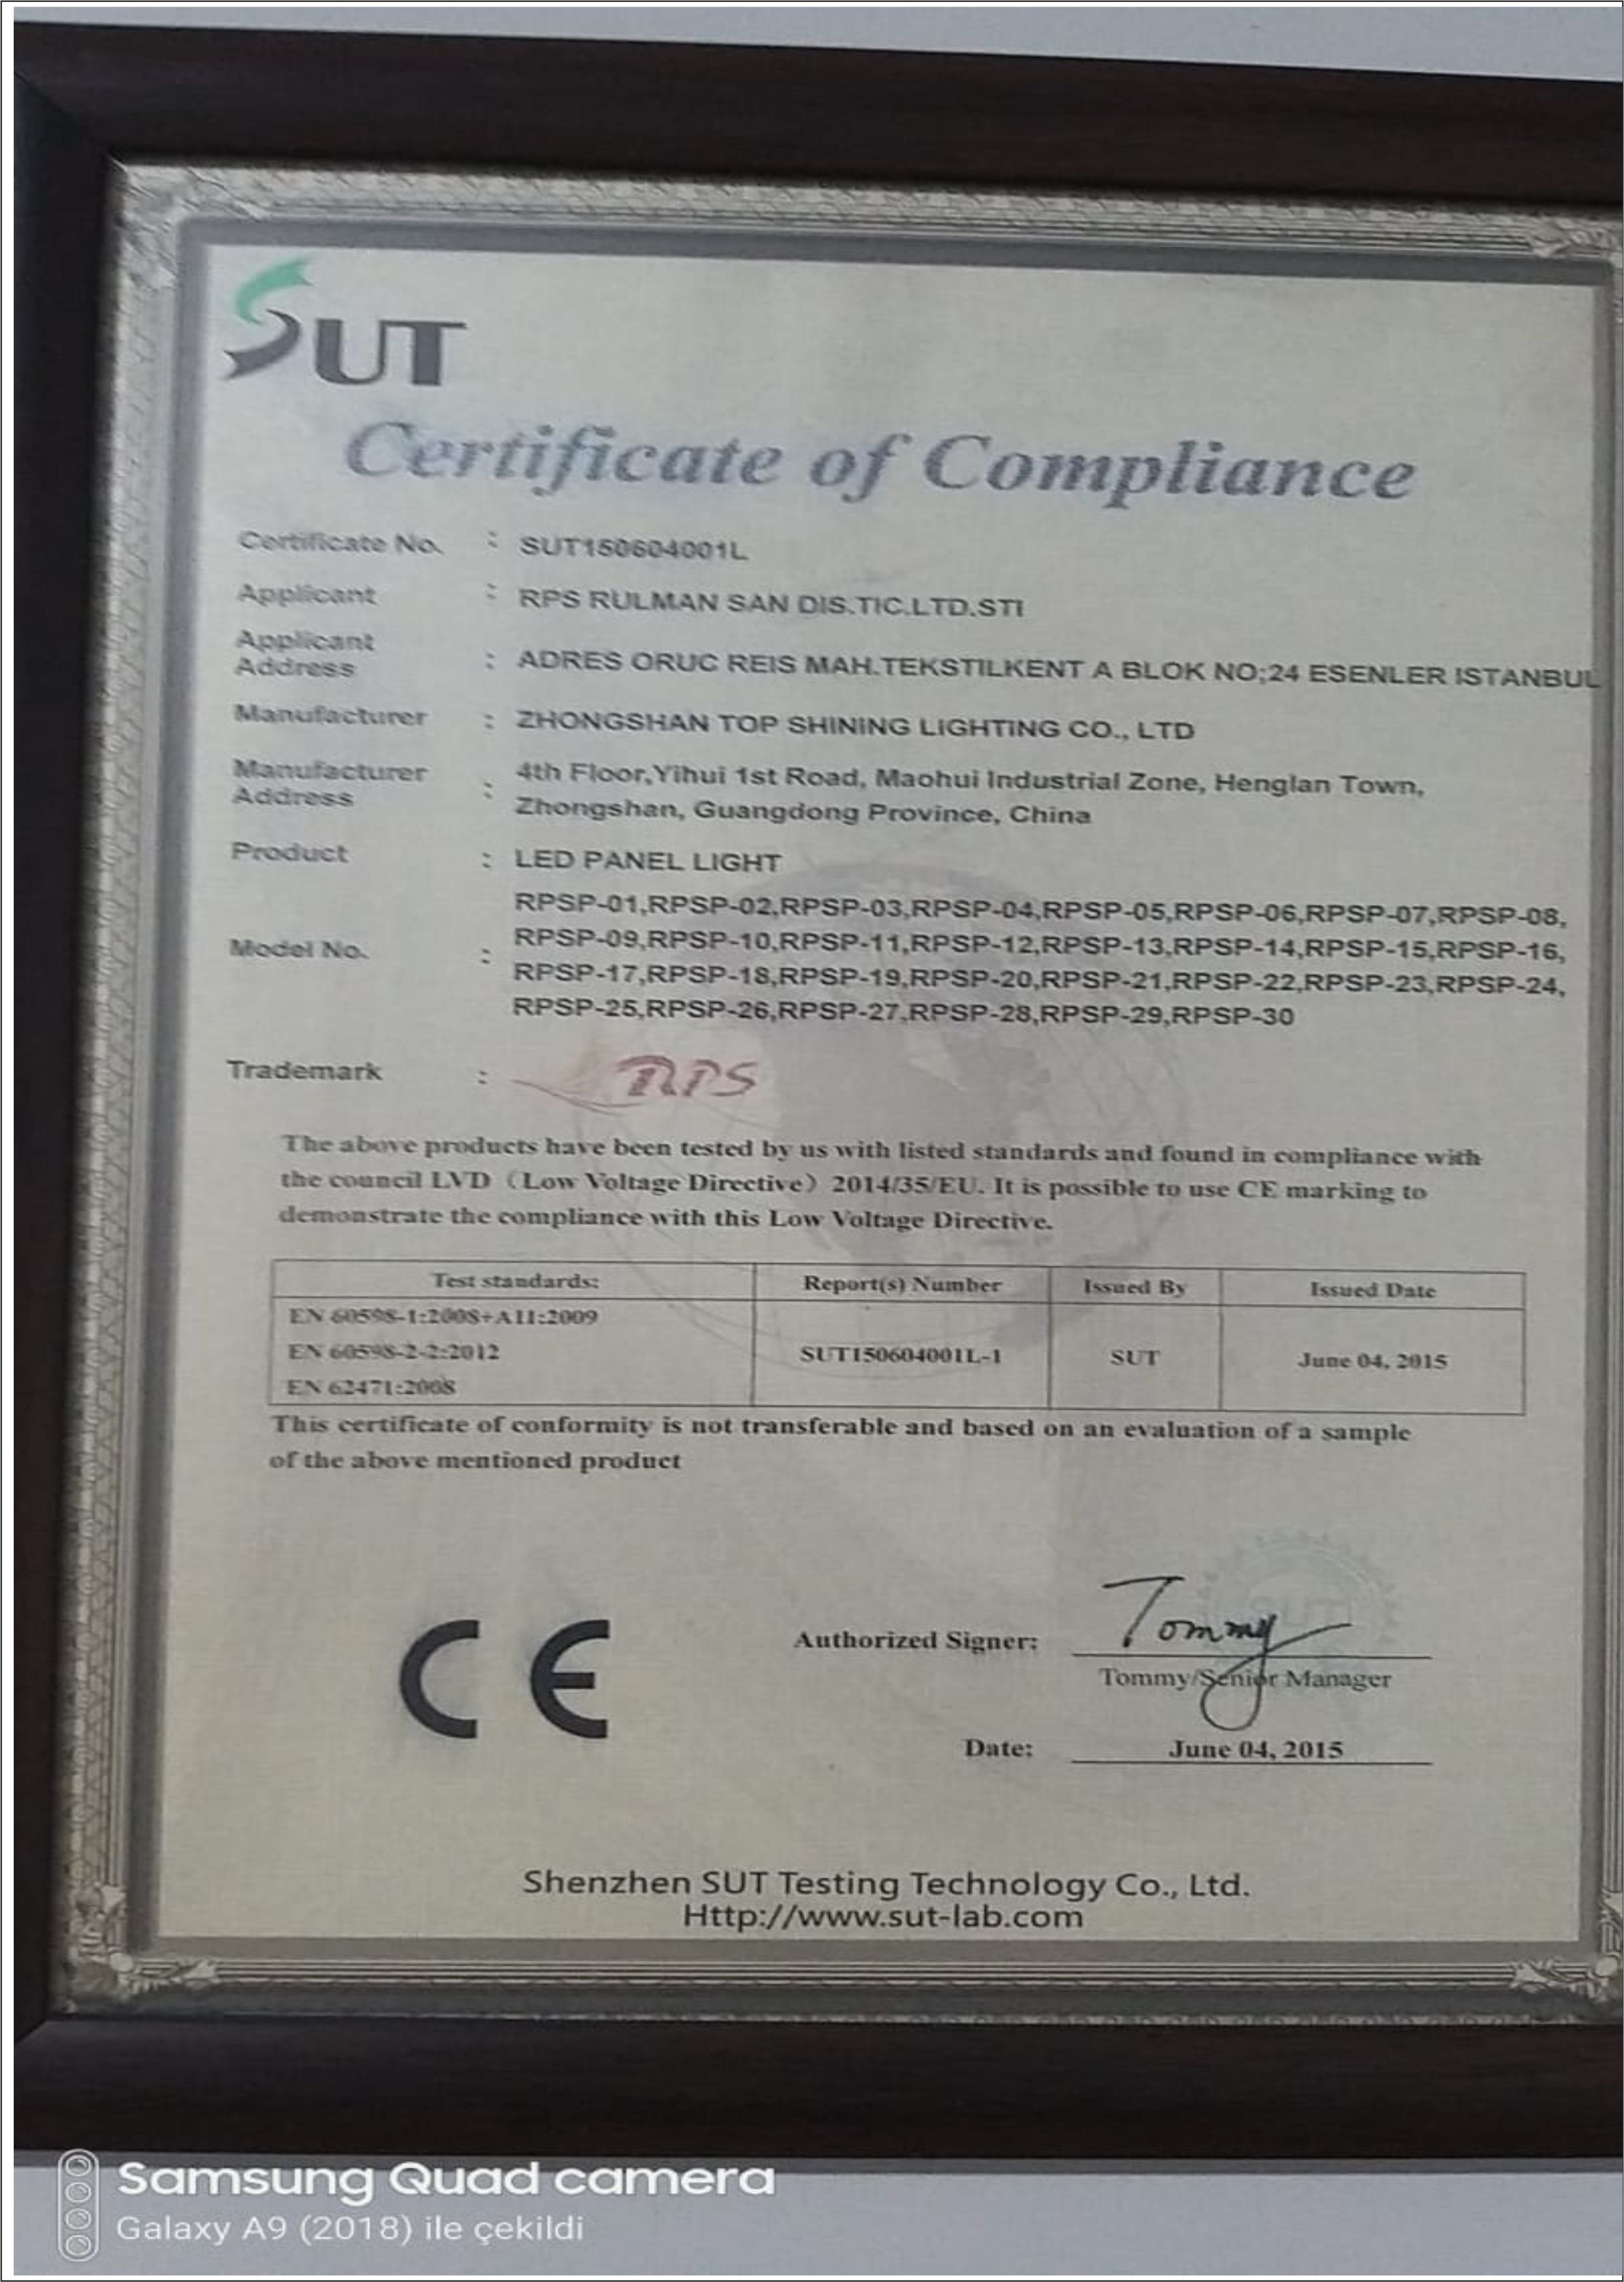 SUT
Certificate of Compliance
Certificate No. : SUT150604001L
Applicant : RPS RULMAN SAN DIS.TIC.LTD.STI
Applicant
Address : ADRES ORUC REIS MAH.TEKSTILKENT A BLOK NO;24 ESENLER ISTANBUL
Manufacturer : ZHONGSHAN TOP SHINING LIGHTING CO., LTD
Manufacturer
Address : 4th Floor,Yihui 1st Road, Maohui Industrial Zone, Henglan Town,
Zhongshan, Guangdong Province, China
Product : LED PANEL LIGHT
Model No. : RPSP-01,RPSP-02,RPSP-03,RPSP-04,RPSP-05,RPSP-06,RPSP-07,RPSP-08,
RPSP-09,RPSP-10,RPSP-11,RPSP-12,RPSP-13,RPSP-14,RPSP-15,RPSP-16,
RPSP-17,RPSP-18,RPSP-19,RPSP-20,RPSP-21,RPSP-22,RPSP-23,RPSP-24,
RPSP-25,RPSP-26,RPSP-27,RPSP-28,RPSP-29,RPSP-30
Trademark : RPS
The above products have been tested by us with listed standards and found in compliance with
the council LVD（Low Voltage Directive）2014/35/EU. It is possible to use CE marking to
demonstrate the compliance with this Low Voltage Directive.
Test standards: Report(s) Number Issued By Issued Date
EN 60598-1:2008+A11:2009
EN 60598-2-2:2012 SUT150604001L-1 SUT June 04, 2015
EN 62471:2008
This certificate of conformity is not transferable and based on an evaluation of a sample
of the above mentioned product
CE
Tommy
Authorized Signer:
Tommy/Senior Manager
Date: June 04, 2015
Shenzhen SUT Testing Technology Co., Ltd.
Http://www.sut-lab.com
Samsung Quad camera
Galaxy A9 (2018) ile çekildi